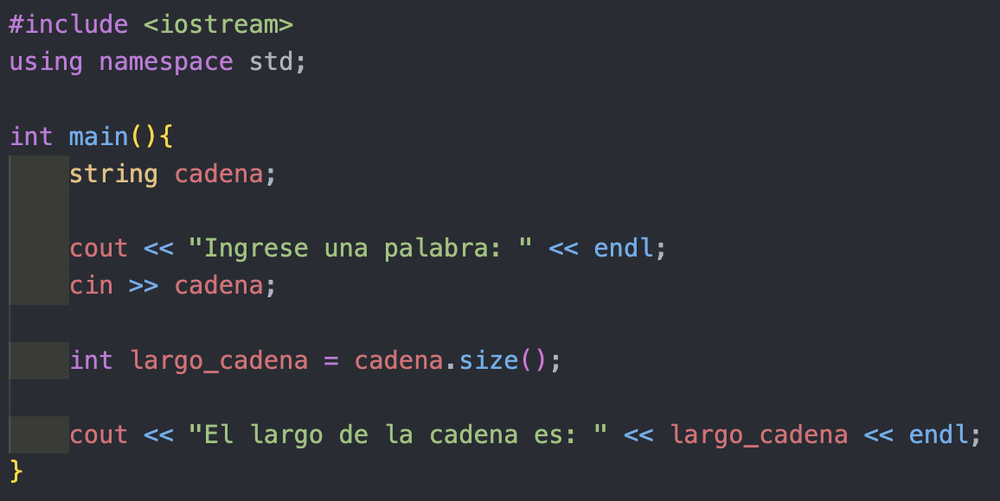 #include <iostream>
using namespace std;
int main(){
string cadena;
cout << "Ingrese una palabra: " << endl;
cin >> cadena;
int largo_cadena = cadena.size();
cout << "El largo de la cadena es: " << largo_cadena << endl;
}